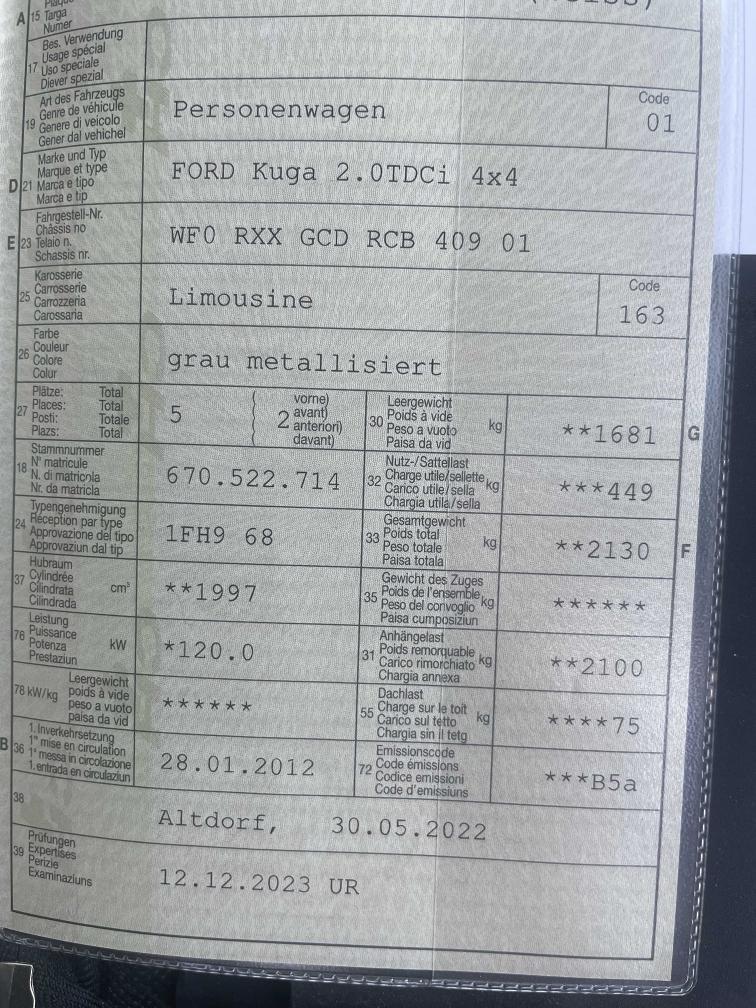 A 15 Targa
Numer
17 Bes. Verwendung
Usage spécial
Uso speciale
Diever spezial
19 Art des Fahrzeugs
Genre de véhicule
Genere di veicolo
Gener dal vehichel
Personenwagen
Code
01
D 21 Marke und Typ
Marque et type
Marca e tipo
Marca e tip
FORD Kuga 2.0TDCi 4x4
E 23 Fahrgestell-Nr.
Châssis no
Telaio n.
Schassis nr.
WF0 RXX GCD RCB 409 01
25 Karosserie
Carrosserie
Carrozzeria
Carossaria
Limousine
Code
163
26 Farbe
Couleur
Colore
Colur
grau metallisiert
27 Plätze: Total
Places: Total
Posti: Totale
Plazs: Total
5
( 2 vorne)
avant)
anteriori)
davant)
30 Leergewicht
Poids à vide
Peso a vuoto
Paisa da vid
kg
**1681
G
18 Stammnummer
N° matricule
N. di matricola
Nr. da matricla
670.522.714
32 Nutz-/Sattellast
Charge utile/sellette
Carico utile/sella
Chargia utila/sella
kg
***449
24 Typengenehmigung
Réception par type
Approvazione del tipo
Approvaziun dal tip
1FH9 68
33 Gesamtgewicht
Poids total
Peso totale
Paisa totala
kg
**2130
F
37 Hubraum
Cylindrée
Cilindrata
Cilindrada
cm³
**1997
35 Gewicht des Zuges
Poids de l'ensemble
Peso del convoglio
Paisa cumposiziun
kg
******
76 Leistung
Puissance
Potenza
Prestaziun
kW
*120.0
31 Anhängelast
Poids remorquable
Carico rimorchiato
Chargia annexa
kg
**2100
78 kW/kg Leergewicht
poids à vide
peso a vuoto
paisa da vid
******
55 Dachlast
Charge sur le toit
Carico sul tetto
Chargia sin il tetg
kg
****75
B 36 1. Inverkehrsetzung
1re mise en circulation
1a messa in circolazione
1. entrada en circulaziun
28.01.2012
72 Emissionscode
Code émissions
Codice emissioni
Code d'emissiuns
***B5a
38
Altdorf, 30.05.2022
39 Prüfungen
Expertises
Perizie
Examinaziuns
12.12.2023 UR